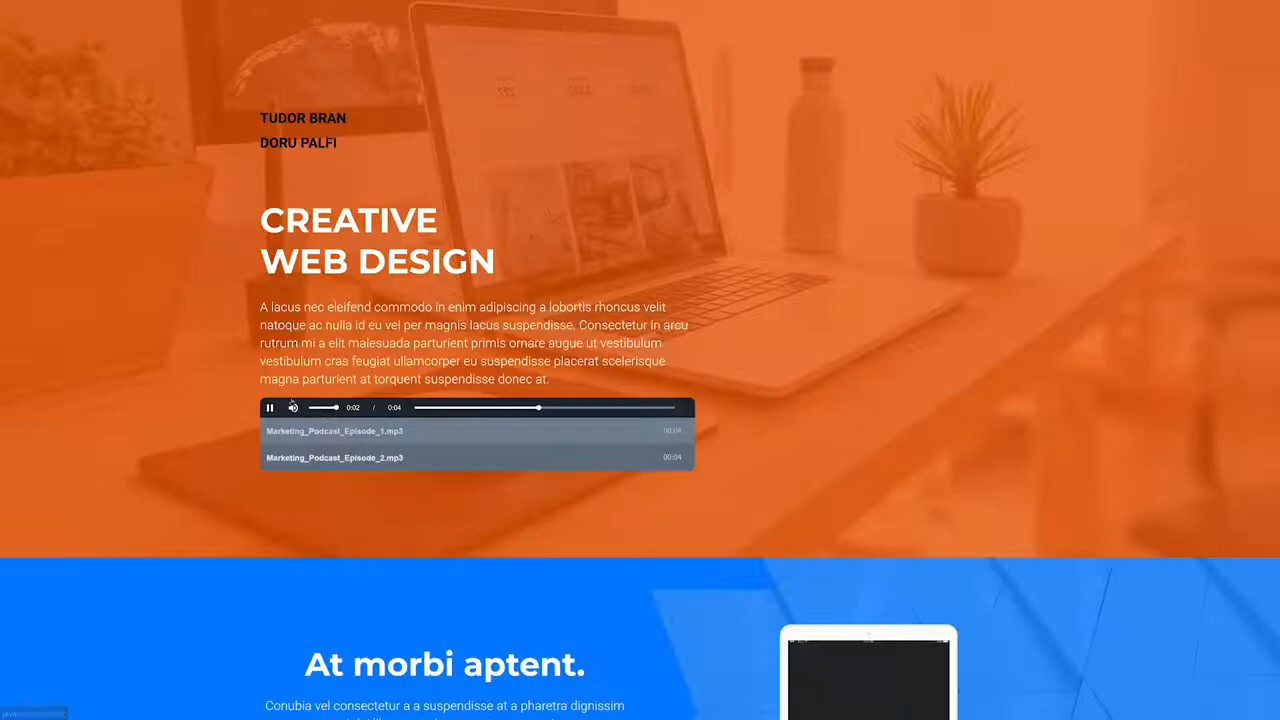 TUDOR BRAN
DORU PALFI
CREATIVE
WEB DESIGN
A lacus nec eleifend commodo in enim adipiscing a lobortis rhoncus velit
natoque ac nulla id eu vel per magnis lacus suspendisse. Consectetur in arcu
rutrum mi a elit malesuada parturient primis ornare augue ut vestibulum
vestibulum cras feugiat ullamcorper eu suspendisse placerat scelerisque
magna parturient at torquent suspendisse donec at.
0:02 / 0:04
Marketing_Podcast_Episode_1.mp3 00:04
Marketing_Podcast_Episode_2.mp3 00:04
At morbi aptent.
Conubia vel consectetur a a suspendisse at a pharetra dignissim